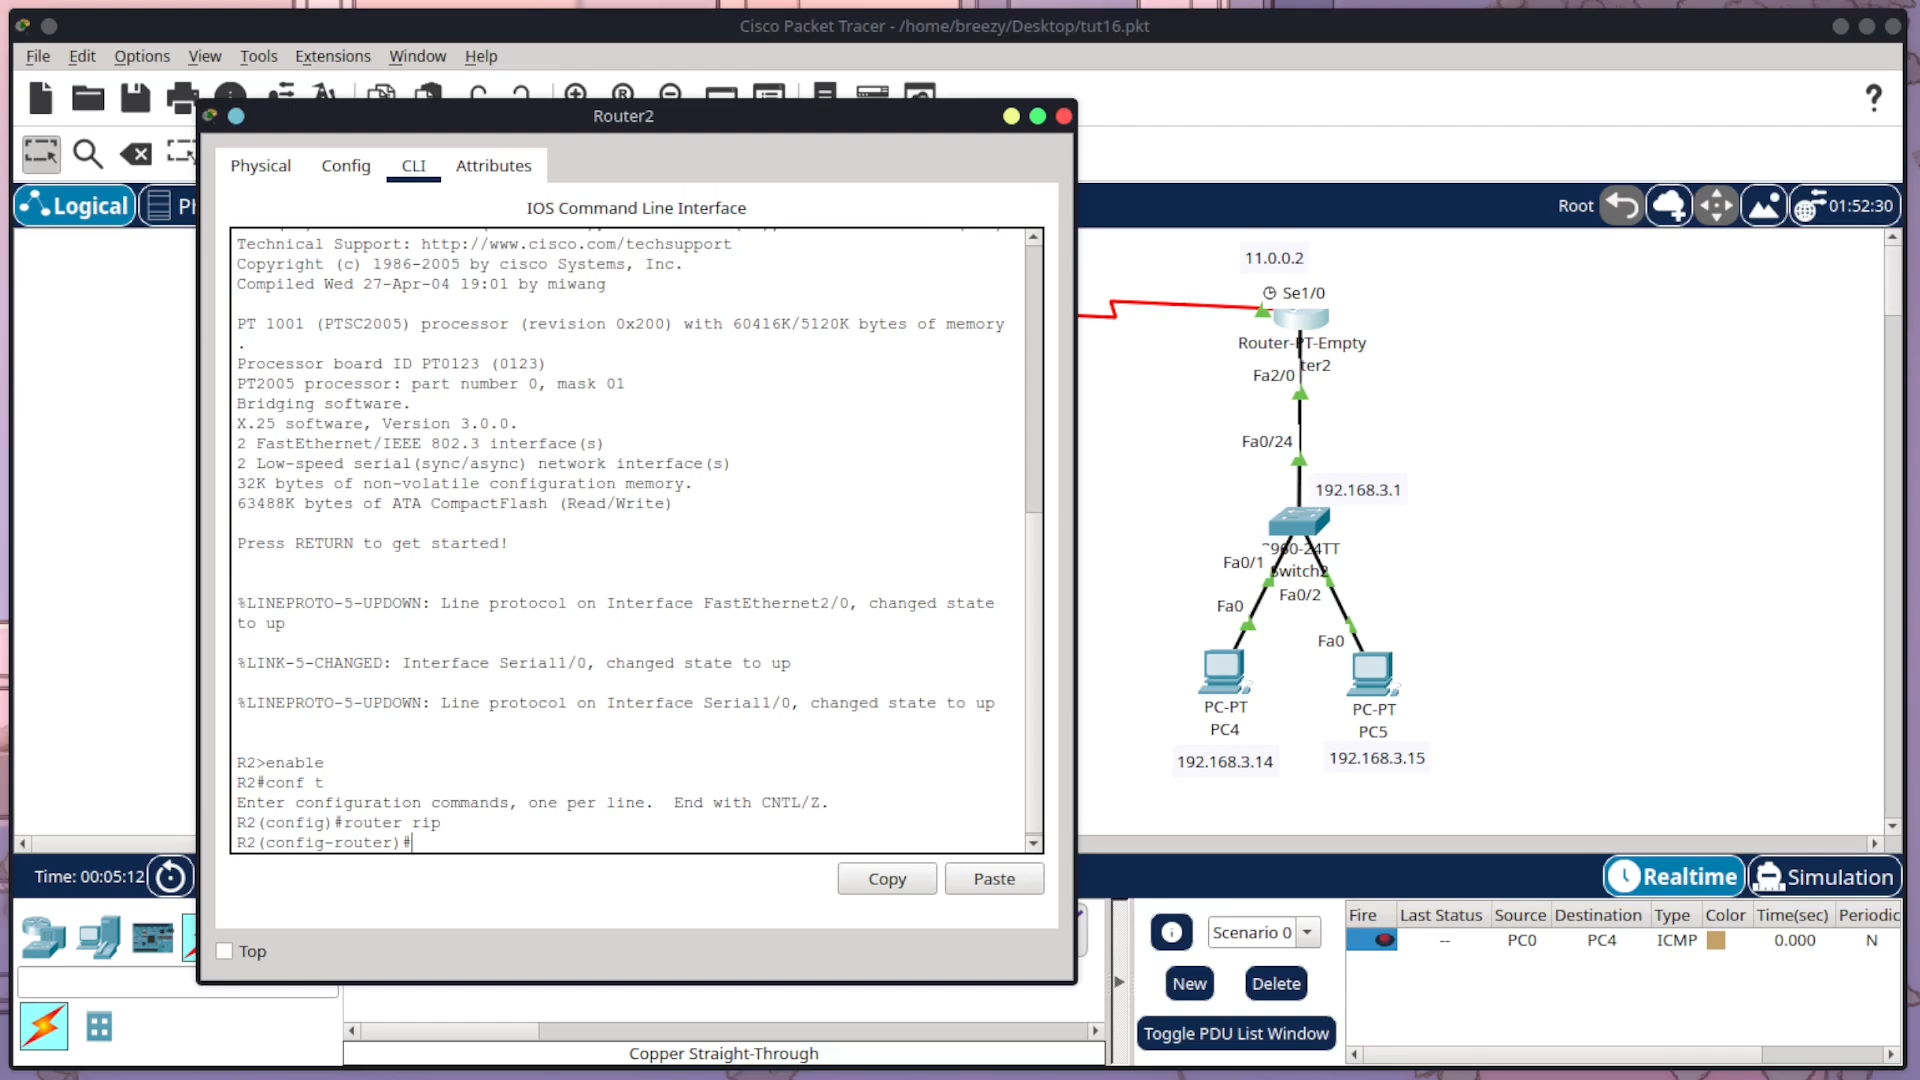 Cisco Packet Tracer - /home/breezy/Desktop/tut16.pkt
File Edit Options View Tools Extensions Window Help
Router2
Physical Config CLI Attributes
IOS Command Line Interface
Technical Support: http://www.cisco.com/techsupport
Copyright (c) 1986-2005 by cisco Systems, Inc.
Compiled Wed 27-Apr-04 19:01 by miwang
PT 1001 (PTSC2005) processor (revision 0x200) with 60416K/5120K bytes of memory
.
Processor board ID PT0123 (0123)
PT2005 processor: part number 0, mask 01
Bridging software.
X.25 software, Version 3.0.0.
2 FastEthernet/IEEE 802.3 interface(s)
2 Low-speed serial(sync/async) network interface(s)
32K bytes of non-volatile configuration memory.
63488K bytes of ATA CompactFlash (Read/Write)
Press RETURN to get started!
%LINEPROTO-5-UPDOWN: Line protocol on Interface FastEthernet2/0, changed state
to up
%LINK-5-CHANGED: Interface Serial1/0, changed state to up
%LINEPROTO-5-UPDOWN: Line protocol on Interface Serial1/0, changed state to up
R2>enable
R2#conf t
Enter configuration commands, one per line.  End with CNTL/Z.
R2(config)#router rip
R2(config-router)#
Copy Paste
Top
Logical
Root 01:52:30
11.0.0.2
Se1/0
Router-PT-Empty
ter2
Fa2/0
Fa0/24
192.168.3.1
960-24TT
Switch2
Fa0/1
Fa0/2
Fa0
Fa0
PC-PT
PC4
192.168.3.14
PC-PT
PC5
192.168.3.15
Time: 00:05:12
Realtime Simulation
Scenario 0
New Delete
Toggle PDU List Window
Fire Last Status Source Destination Type Color Time(sec) Periodic
-- PC0 PC4 ICMP 0.000 N
Copper Straight-Through